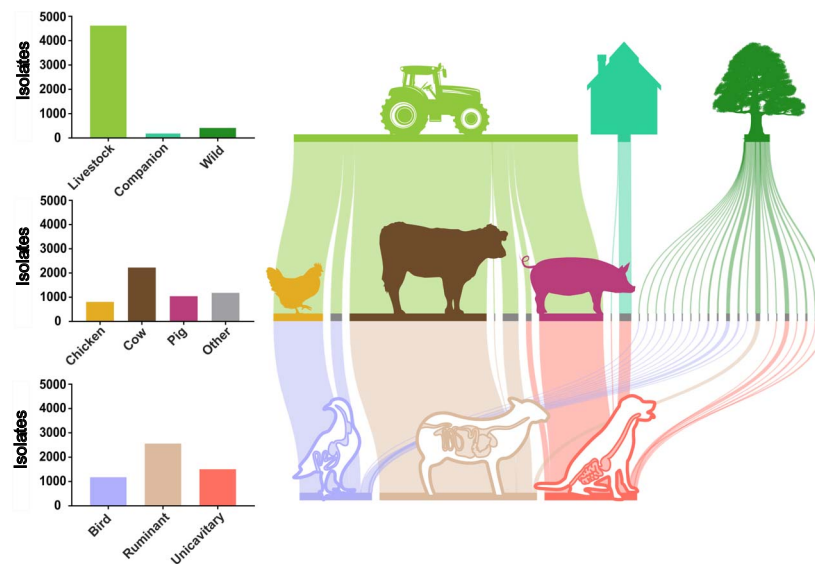 Isolates
5000
4000
3000
2000
1000
0
Livestock
Companion
Wild
Isolates
5000
4000
3000
2000
1000
0
Chicken
Cow
Pig
Other
Isolates
5000
4000
3000
2000
1000
0
Bird
Ruminant
Unicavitary